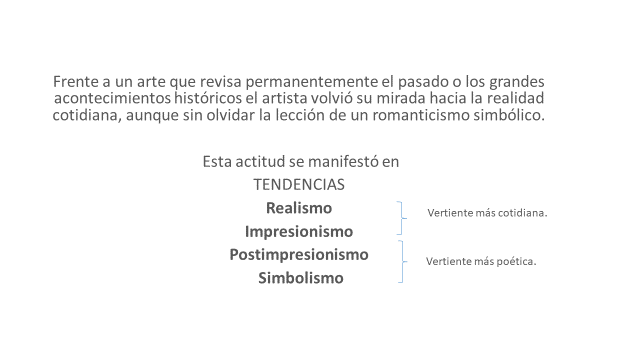 Frente a un arte que revisa permanentemente el pasado o los grandes
acontecimientos históricos el artista volvió su mirada hacia la realidad
cotidiana, aunque sin olvidar la lección de un romanticismo simbólico.
Esta actitud se manifestó en
TENDENCIAS
Realismo
Impresionismo
Vertiente más cotidiana.
Postimpresionismo
Simbolismo
Vertiente más poética.